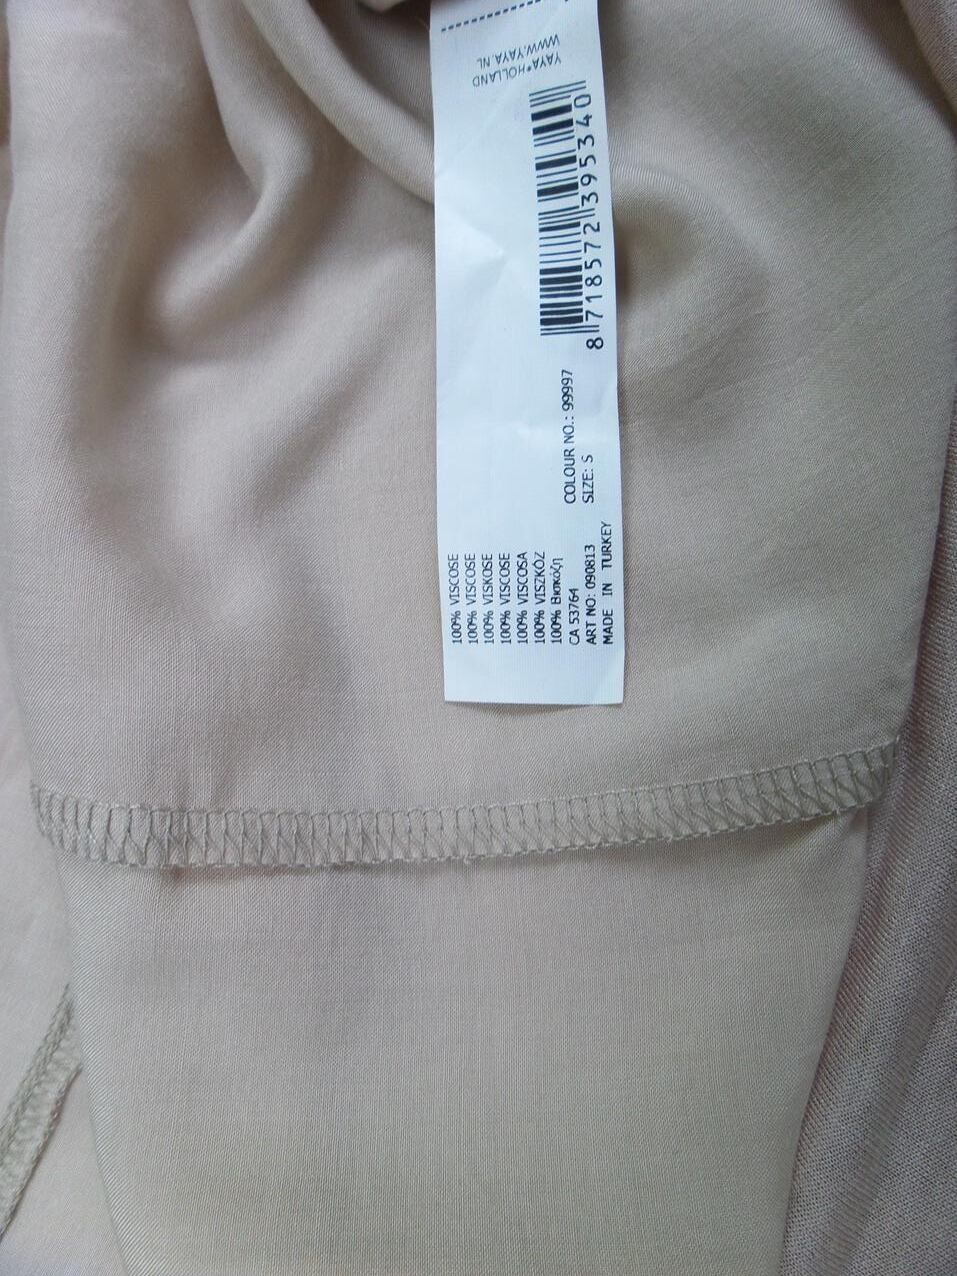 YAYA*HOLLAND
WWW.YAYA.NL
8 718572 395340
COLOUR NO.: 99997
SIZE: S
100% VISCOSE
100% VISCOSE
100% VISKOSE
100% VISCOSE
100% VISCOSA
100% VISZKÓZ
100% Βισκόζη
CA 53764
ART NO: 090813
MADE IN TURKEY